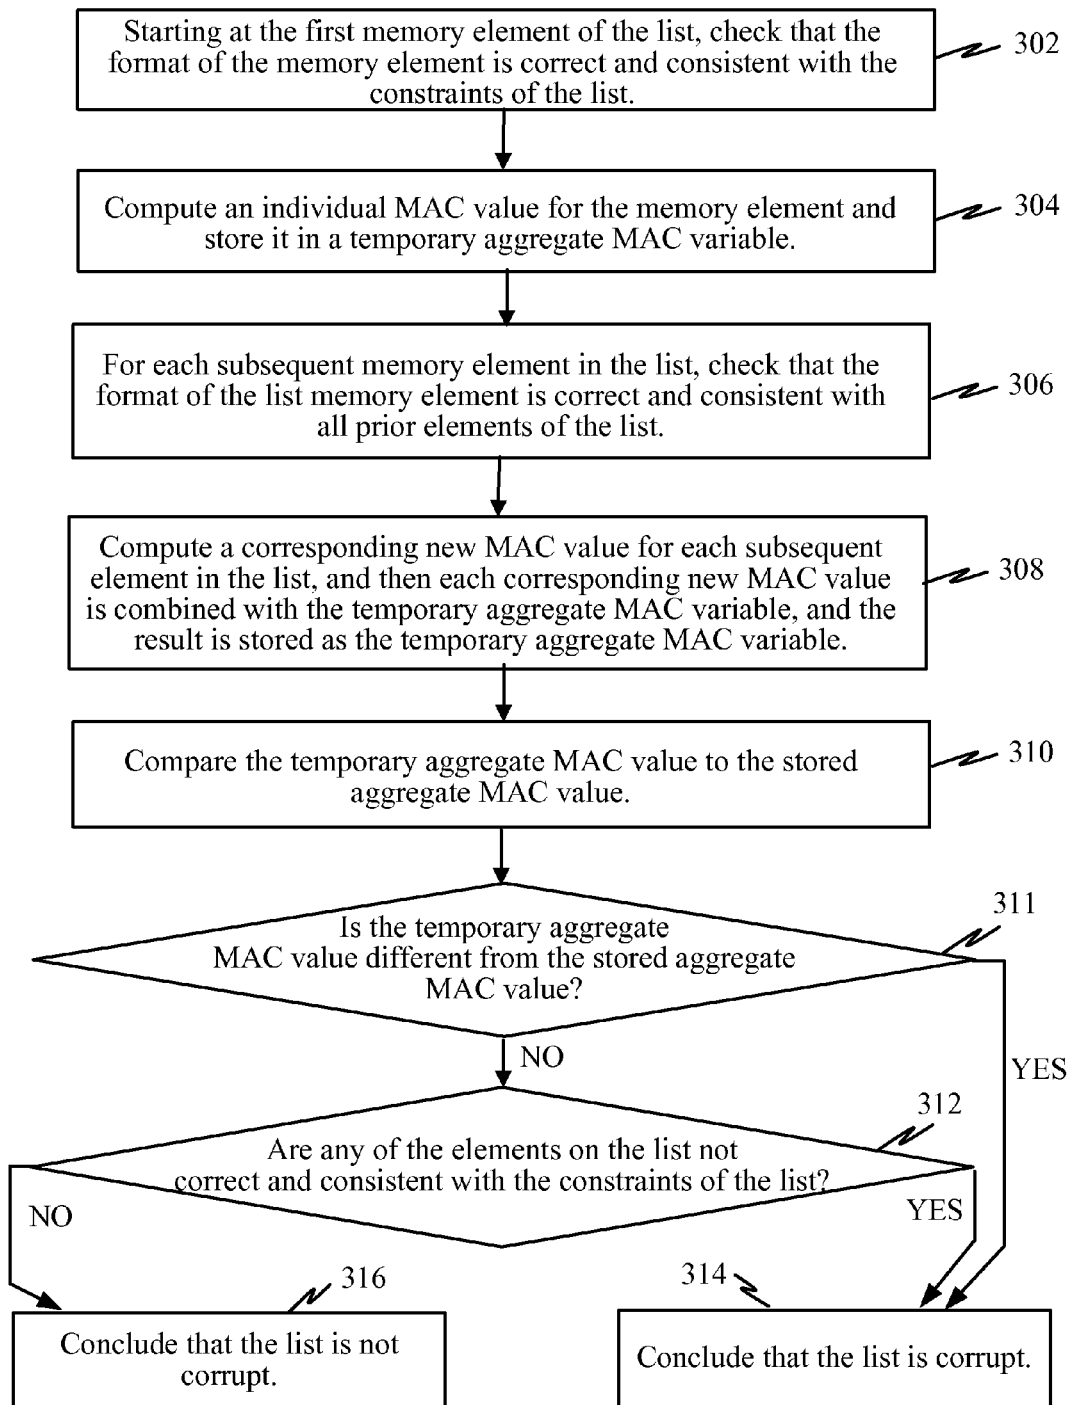 Starting at the first memory element of the list, check that the
format of the memory element is correct and consistent with the
constraints of the list.
302
Compute an individual MAC value for the memory element and
store it in a temporary aggregate MAC variable.
304
For each subsequent memory element in the list, check that the
format of the list memory element is correct and consistent with
all prior elements of the list.
306
Compute a corresponding new MAC value for each subsequent
element in the list, and then each corresponding new MAC value
is combined with the temporary aggregate MAC variable, and the
result is stored as the temporary aggregate MAC variable.
308
Compare the temporary aggregate MAC value to the stored
aggregate MAC value.
310
Is the temporary aggregate
MAC value different from the stored aggregate
MAC value?
311
NO
YES
Are any of the elements on the list not
correct and consistent with the constraints of the list?
312
NO
YES
316
314
Conclude that the list is not
corrupt.
Conclude that the list is corrupt.